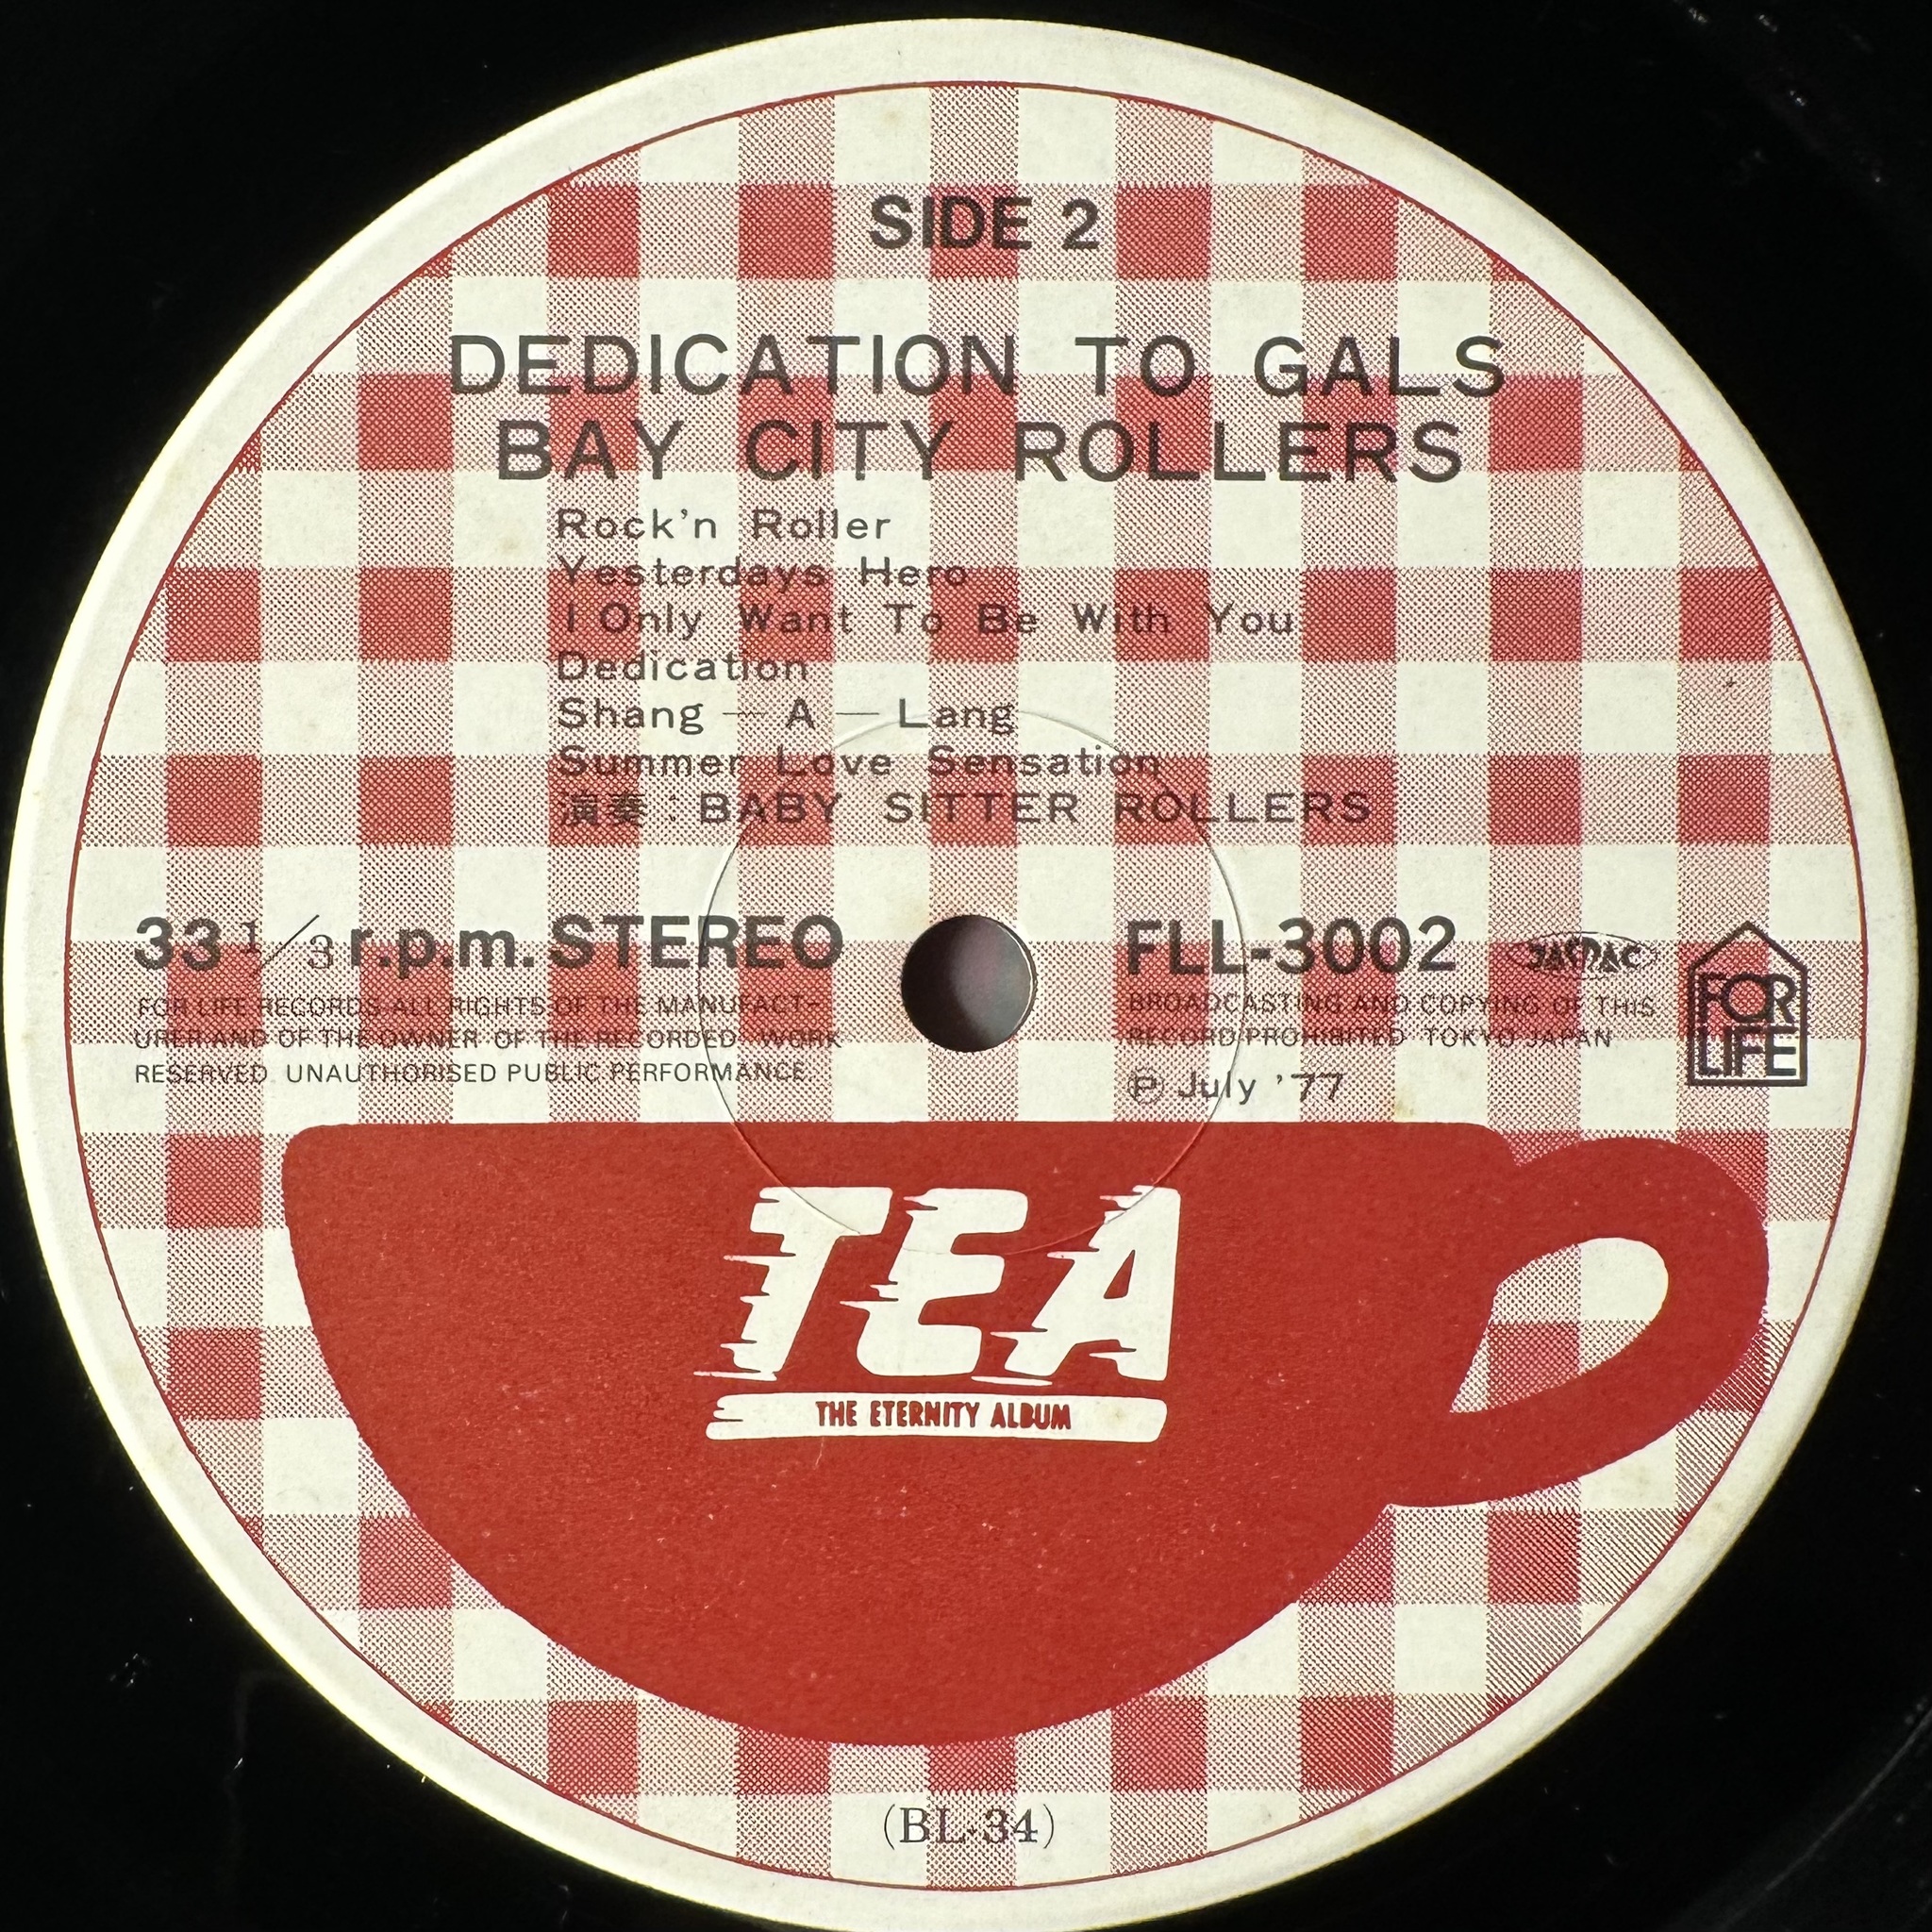 SIDE 2
DEDICATION TO GALS
BAY CITY ROLLERS
Rock'n Roller
Yesterdays Hero
I Only Want To Be With You
Dedication
Shang — A — Lang
Summer Love Sensation
演奏：BABY SITTER ROLLERS
33 1/3 r.p.m. STEREO
FOR LIFE RECORDS ALL RIGHTS OF THE MANUFACT-
URER AND OF THE OWNER OF THE RECORDED WORK
RESERVED UNAUTHORISED PUBLIC PERFORMANCE.
FLL-3002
JASRAC
BROADCASTING AND COPYING OF THIS
RECORD PROHIBITED TOKYO JAPAN
Ⓟ July '77
FOR
LIFE
TEA
THE ETERNITY ALBUM
(BL-34)